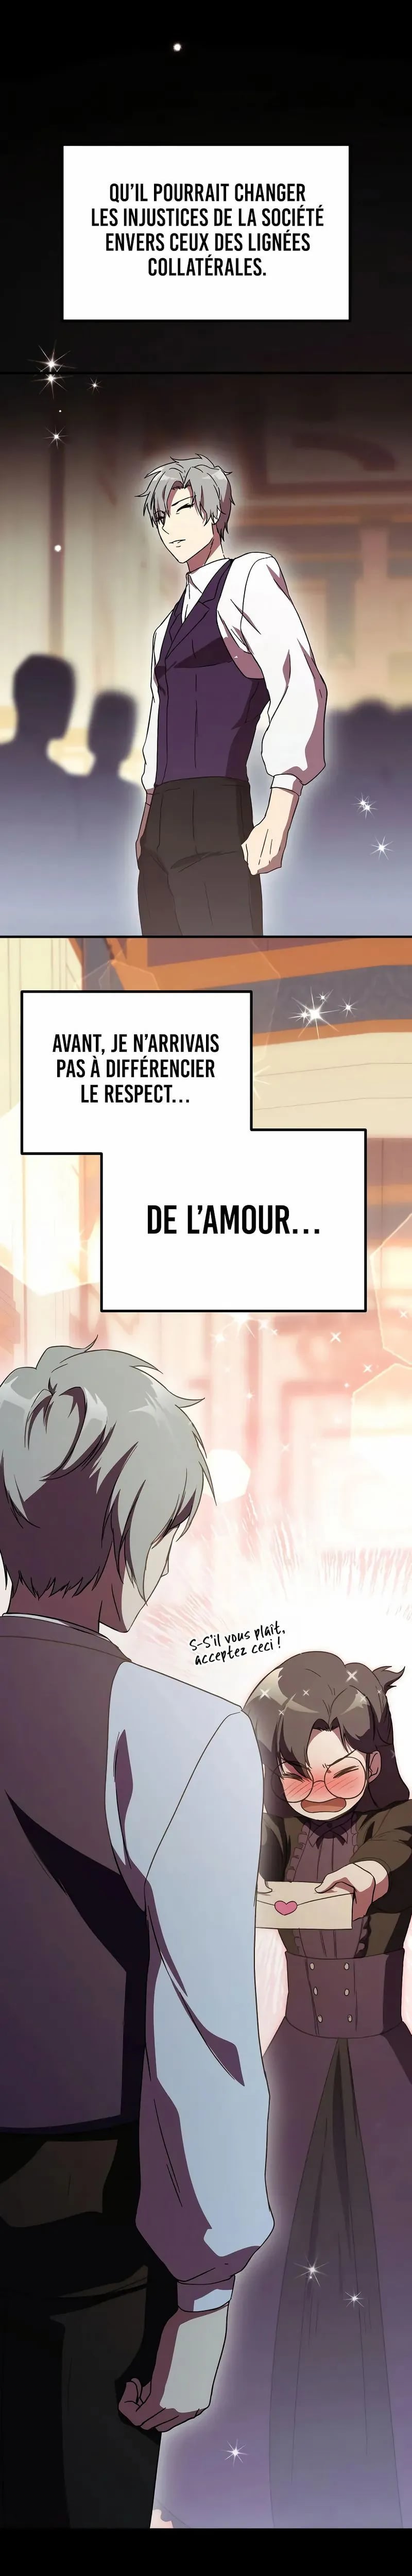 QU'IL POURRAIT CHANGER
LES INJUSTICES DE LA SOCIÉTÉ
ENVERS CEUX DES LIGNÉES
COLLATÉRALES.
AVANT, JE N'ARRIVAIS
PAS À DIFFÉRENCIER
LE RESPECT...
DE L'AMOUR...
S-S'il vous plaît,
acceptez ceci !